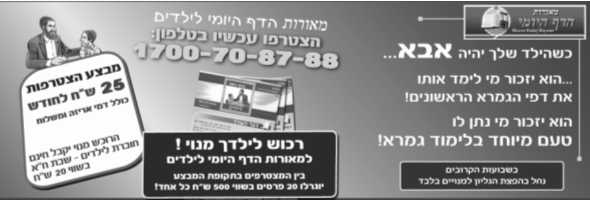 מאורות
הדף היומי
Meorot HaDaf HaYomi
כשהילד שלך יהיה אבא...
...הוא יזכור מי לימד אותו
את דפי הגמרא הראשונים!
הוא יזכור מי נתן לו
טעם מיוחד בלימוד גמרא!
בשבועות הקרובים
נחל בהפצת הגליון למנויים בלבד
מאורות הדף היומי לילדים
הצטרפו עכשיו בטלפון:
1700-70-87-88
רכוש לילדך מנוי !
למאורות הדף היומי לילדים
בין המצטרפים בתקופת המבצע
יוגרלו 20 פרסים בשווי 500 ש"ח כל אחד!
מבצע הצטרפות
25 ש"ח לחודש
כולל דמי אריזה ומשלוח
הרוכש מנוי יקבל חינם
חוברת לילדים - שבת ח"א
בשווי 20 ש"ח